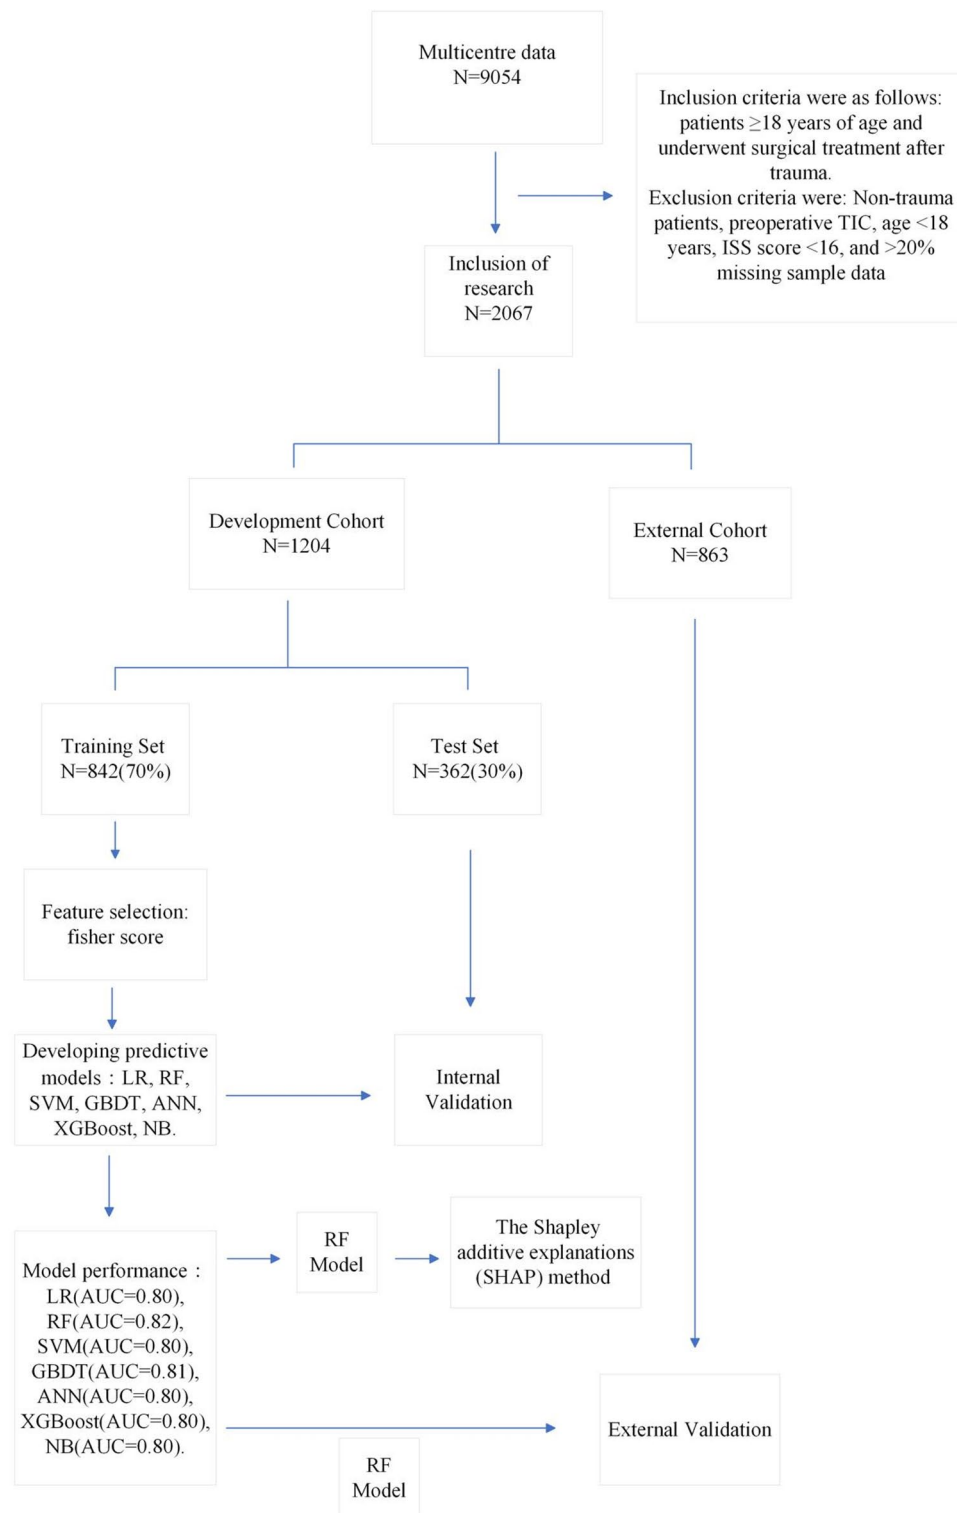 Multicentre data
N=9054
Inclusion criteria were as follows:
patients ≥18 years of age and
underwent surgical treatment after
trauma.
Exclusion criteria were: Non-trauma
patients, preoperative TIC, age <18
years, ISS score <16, and >20%
missing sample data
Inclusion of
research
N=2067
Development Cohort
N=1204
External Cohort
N=863
Training Set
N=842(70%)
Test Set
N=362(30%)
Feature selection:
fisher score
Developing predictive
models：LR, RF,
SVM, GBDT, ANN,
XGBoost, NB.
Internal
Validation
Model performance：
LR(AUC=0.80),
RF(AUC=0.82),
SVM(AUC=0.80),
GBDT(AUC=0.81),
ANN(AUC=0.80),
XGBoost(AUC=0.80),
NB(AUC=0.80).
RF
Model
The Shapley
additive explanations
(SHAP) method
RF
Model
External Validation